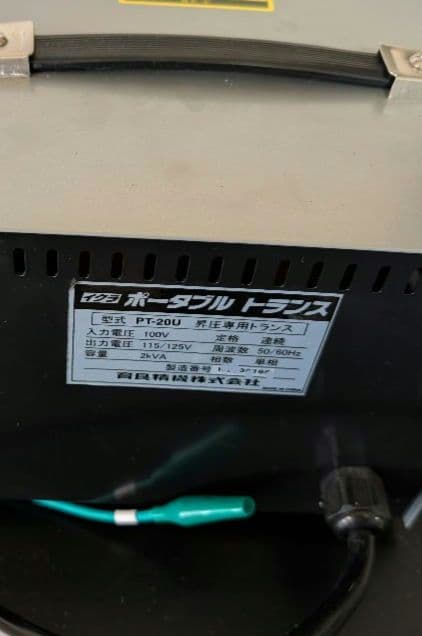 イクラ ポータブル トランス
型式 PT-20U 昇圧専用トランス
入力電圧 100V 定格 連続
出力電圧 115/125V 周波数 50/60Hz
容量 2kVA 相数 単相
製造番号
育良精機株式会社